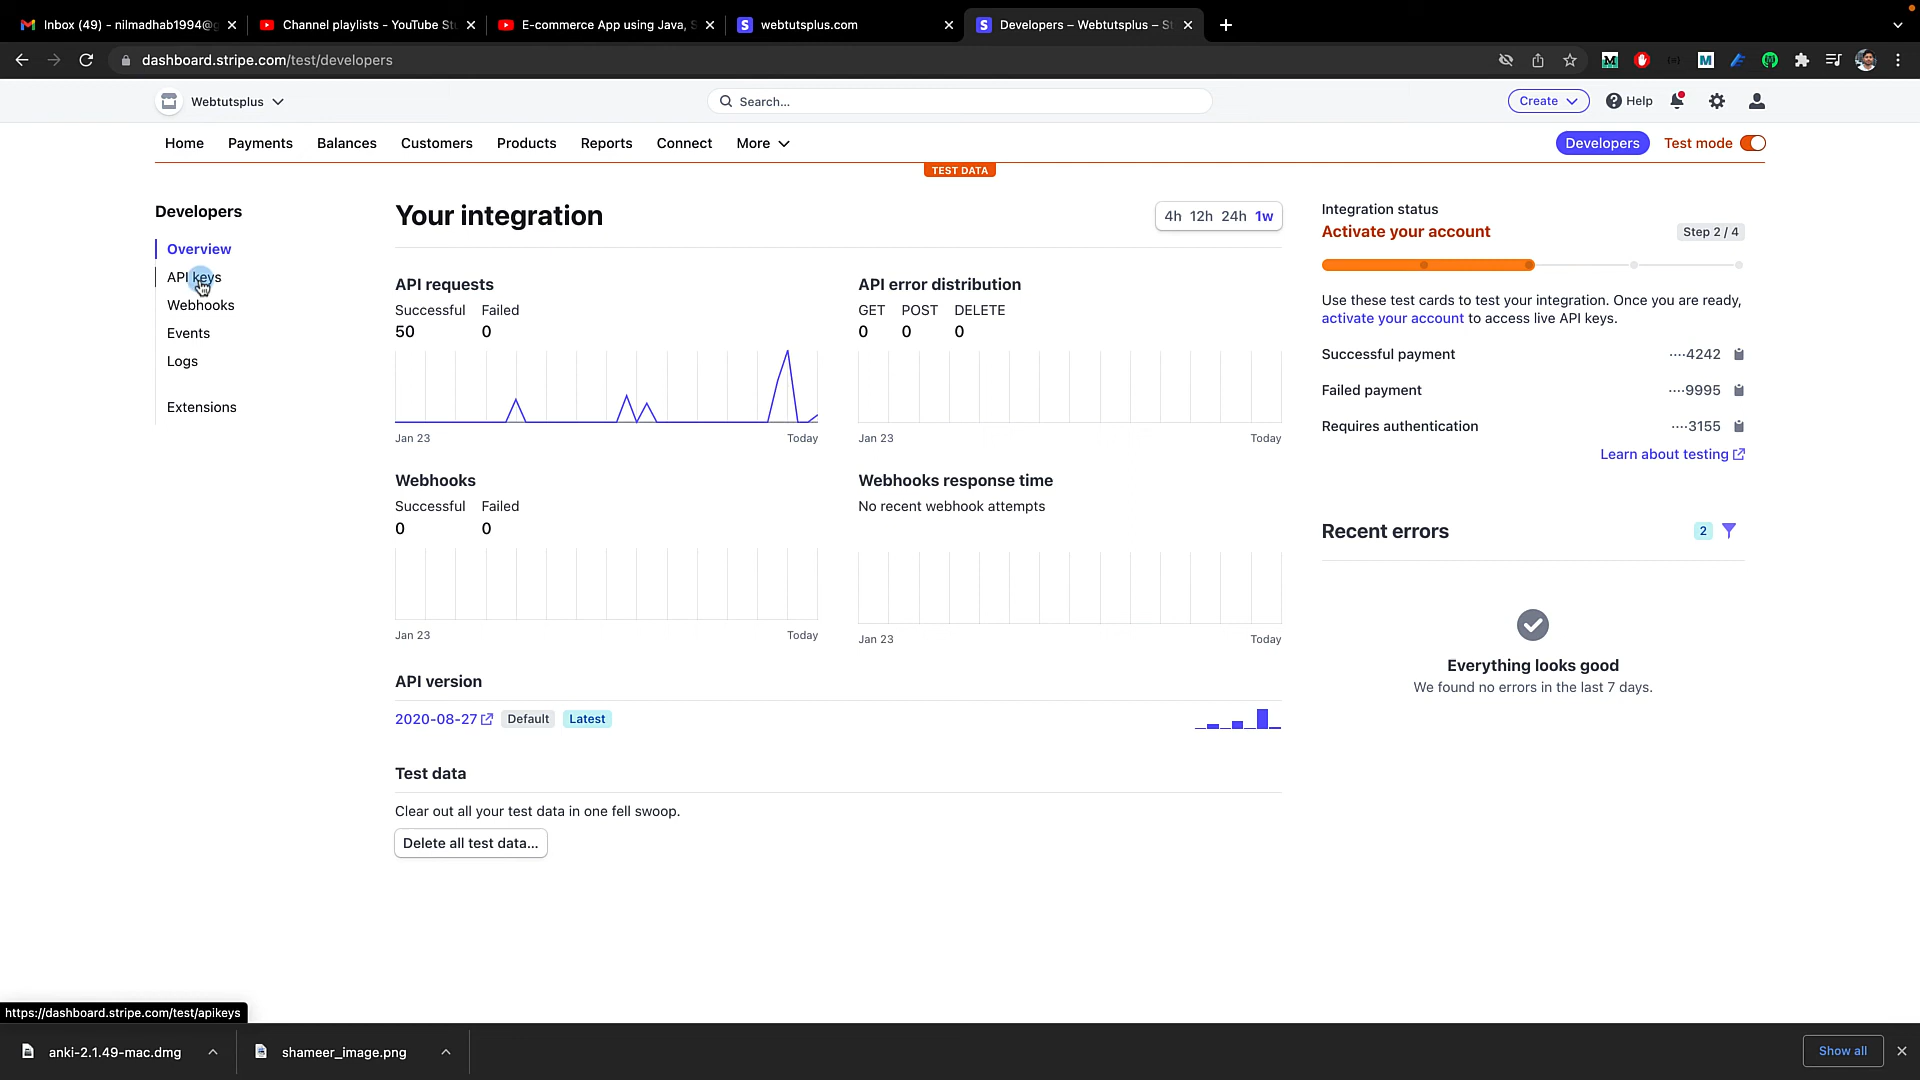 Inbox (49) - nilmadhab1994@g
Channel playlists - YouTube St
E-commerce App using Java, S
webtutsplus.com
Developers – Webtutsplus – St
dashboard.stripe.com/test/developers
Webtutsplus
Search...
Create
Help
Home
Payments
Balances
Customers
Products
Reports
Connect
More
Developers
Test mode
TEST DATA
Developers
Overview
API keys
Webhooks
Events
Logs
Extensions
Your integration
4h 12h 24h 1w
API requests
Successful Failed
50 0
Jan 23 Today
API error distribution
GET POST DELETE
0 0 0
Jan 23 Today
Webhooks
Successful Failed
0 0
Jan 23 Today
Webhooks response time
No recent webhook attempts
Jan 23 Today
API version
2020-08-27 Default Latest
Test data
Clear out all your test data in one fell swoop.
Delete all test data...
Integration status
Activate your account
Step 2 / 4
Use these test cards to test your integration. Once you are ready,
activate your account to access live API keys.
Successful payment ····4242
Failed payment ····9995
Requires authentication ····3155
Learn about testing
Recent errors 2
Everything looks good
We found no errors in the last 7 days.
https://dashboard.stripe.com/test/apikeys
anki-2.1.49-mac.dmg
shameer_image.png
Show all